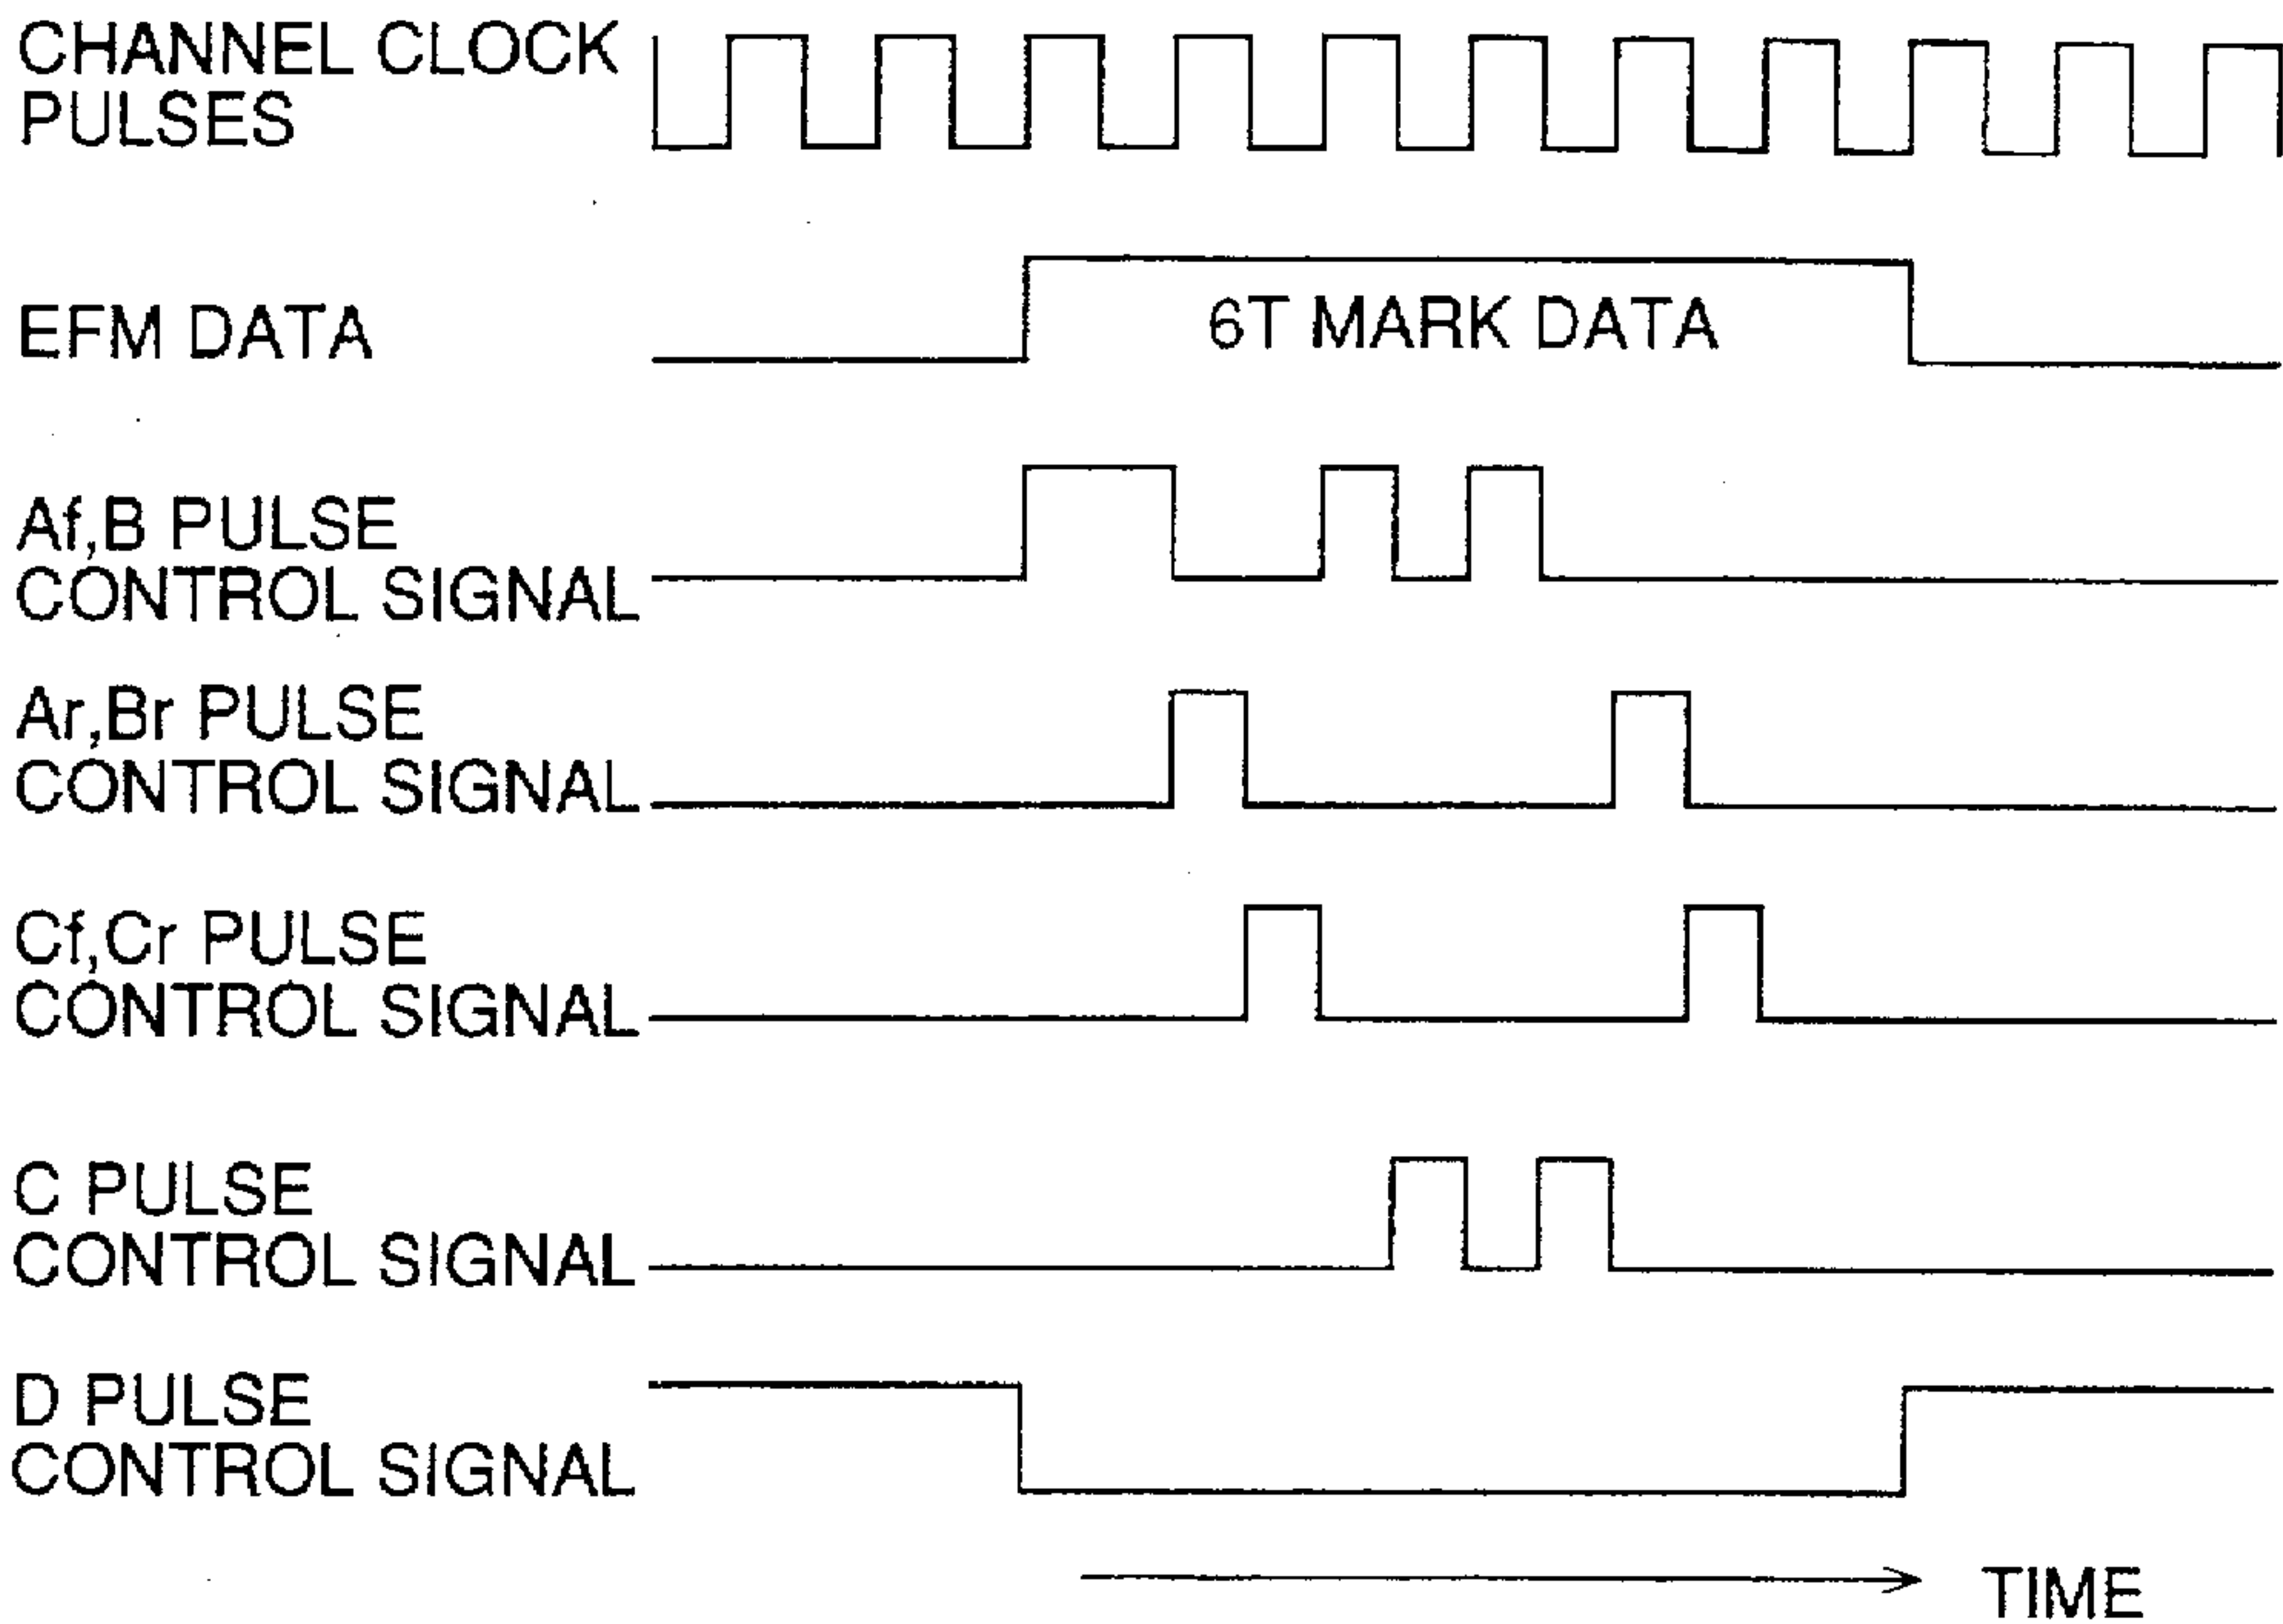 CHANNEL CLOCK
PULSES
EFM DATA
6T MARK DATA
Af,B PULSE
CONTROL SIGNAL
Ar,Br PULSE
CONTROL SIGNAL
Cf,Cr PULSE
CONTROL SIGNAL
C PULSE
CONTROL SIGNAL
D PULSE
CONTROL SIGNAL
TIME